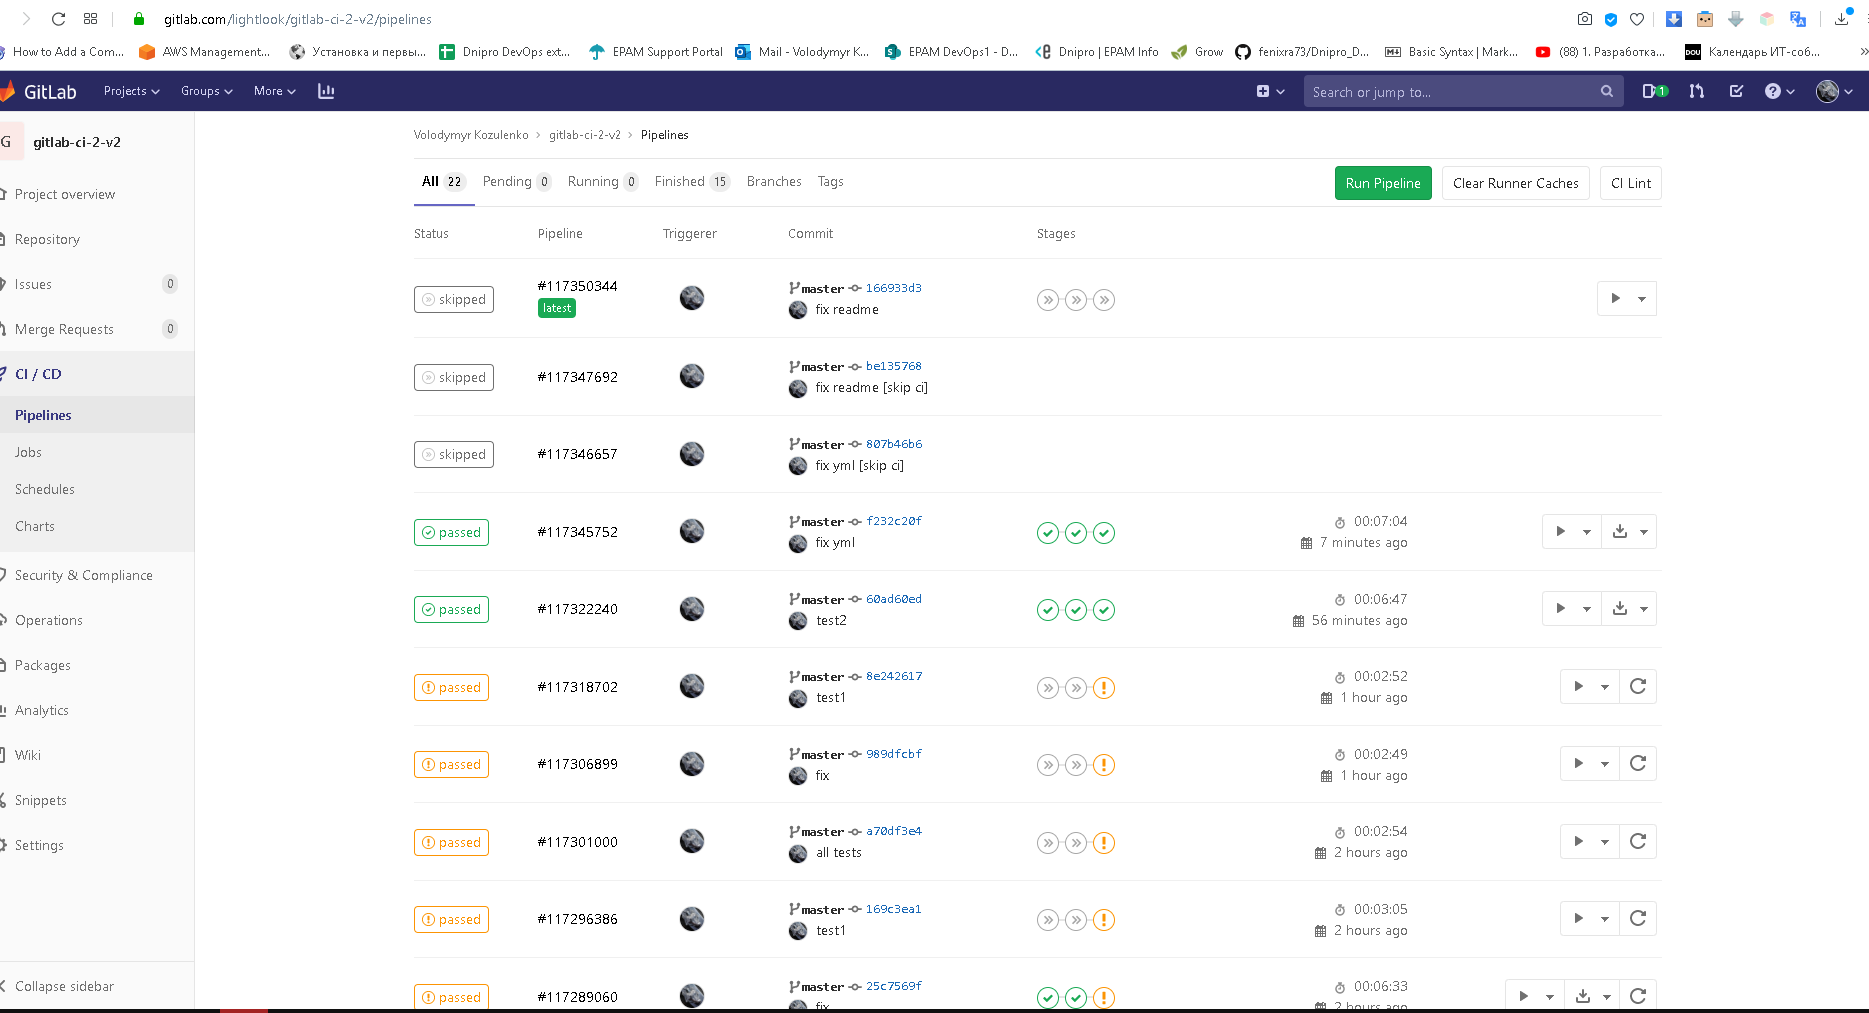 gitlab.com/lightlook/gitlab-ci-2-v2/pipelines
How to Add a Com... AWS Management... Установка и первы... Dnipro DevOps ext... EPAM Support Portal Mail - Volodymyr K... EPAM DevOps1 - D... Dnipro | EPAM Info Grow fenixra73/Dnipro_D... Basic Syntax | Mark... (88) 1. Разработка... DOU Календарь ИТ-соб... »
GitLab Projects Groups More Search or jump to... 1
G gitlab-ci-2-v2
Project overview
Repository
Issues 0
Merge Requests 0
CI / CD
Pipelines
Jobs
Schedules
Charts
Security & Compliance
Operations
Packages
Analytics
Wiki
Snippets
Settings
Collapse sidebar
Volodymyr Kozulenko > gitlab-ci-2-v2 > Pipelines
All 22 Pending 0 Running 0 Finished 15 Branches Tags Run Pipeline Clear Runner Caches CI Lint
Status Pipeline Triggerer Commit Stages
skipped #117350344 master 166933d3
latest fix readme
skipped #117347692 master be135768
fix readme [skip ci]
skipped #117346657 master 807b46b6
fix yml [skip ci]
passed #117345752 master f232c20f 00:07:04
fix yml 7 minutes ago
passed #117322240 master 60ad60ed 00:06:47
test2 56 minutes ago
passed #117318702 master 8e242617 00:02:52
test1 1 hour ago
passed #117306899 master 989dfcbf 00:02:49
fix 1 hour ago
passed #117301000 master a70df3e4 00:02:54
all tests 2 hours ago
passed #117296386 master 169c3ea1 00:03:05
test1 2 hours ago
passed #117289060 master 25c7569f 00:06:33
fix 2 hours ago